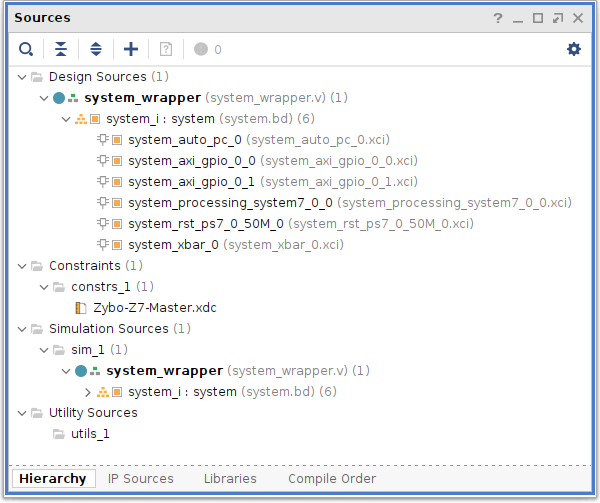 Sources
0
Design Sources (1)
system_wrapper (system_wrapper.v) (1)
system_i : system (system.bd) (6)
system_auto_pc_0 (system_auto_pc_0.xci)
system_axi_gpio_0_0 (system_axi_gpio_0_0.xci)
system_axi_gpio_0_1 (system_axi_gpio_0_1.xci)
system_processing_system7_0_0 (system_processing_system7_0_0.xci)
system_rst_ps7_0_50M_0 (system_rst_ps7_0_50M_0.xci)
system_xbar_0 (system_xbar_0.xci)
Constraints (1)
constrs_1 (1)
Zybo-Z7-Master.xdc
Simulation Sources (1)
sim_1 (1)
system_wrapper (system_wrapper.v) (1)
system_i : system (system.bd) (6)
Utility Sources
utils_1
Hierarchy IP Sources Libraries Compile Order